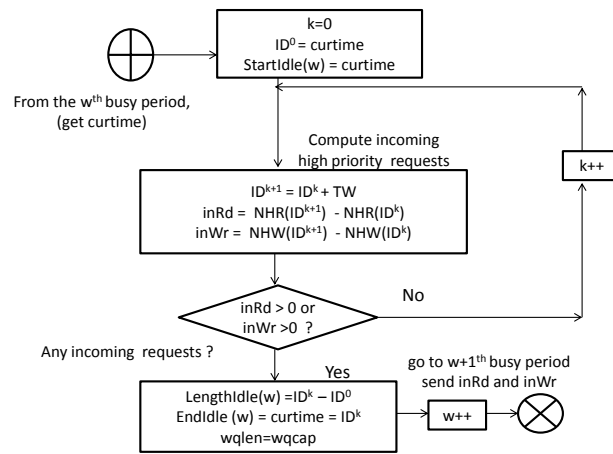 k=0
ID⁰ = curtime
StartIdle(w) = curtime
From the wᵗʰ busy period,
(get curtime)
Compute incoming
high priority requests
k++
IDᵏ⁺¹ = IDᵏ + TW
inRd = NHR(IDᵏ⁺¹) - NHR(IDᵏ)
inWr = NHW(IDᵏ⁺¹) - NHW(IDᵏ)
inRd > 0 or
inWr >0 ?
No
Any incoming requests ?
Yes
go to w+1ᵗʰ busy period
send inRd and inWr
LengthIdle(w) =IDᵏ – ID⁰
EndIdle (w) = curtime = IDᵏ
wqlen=wqcap
w++